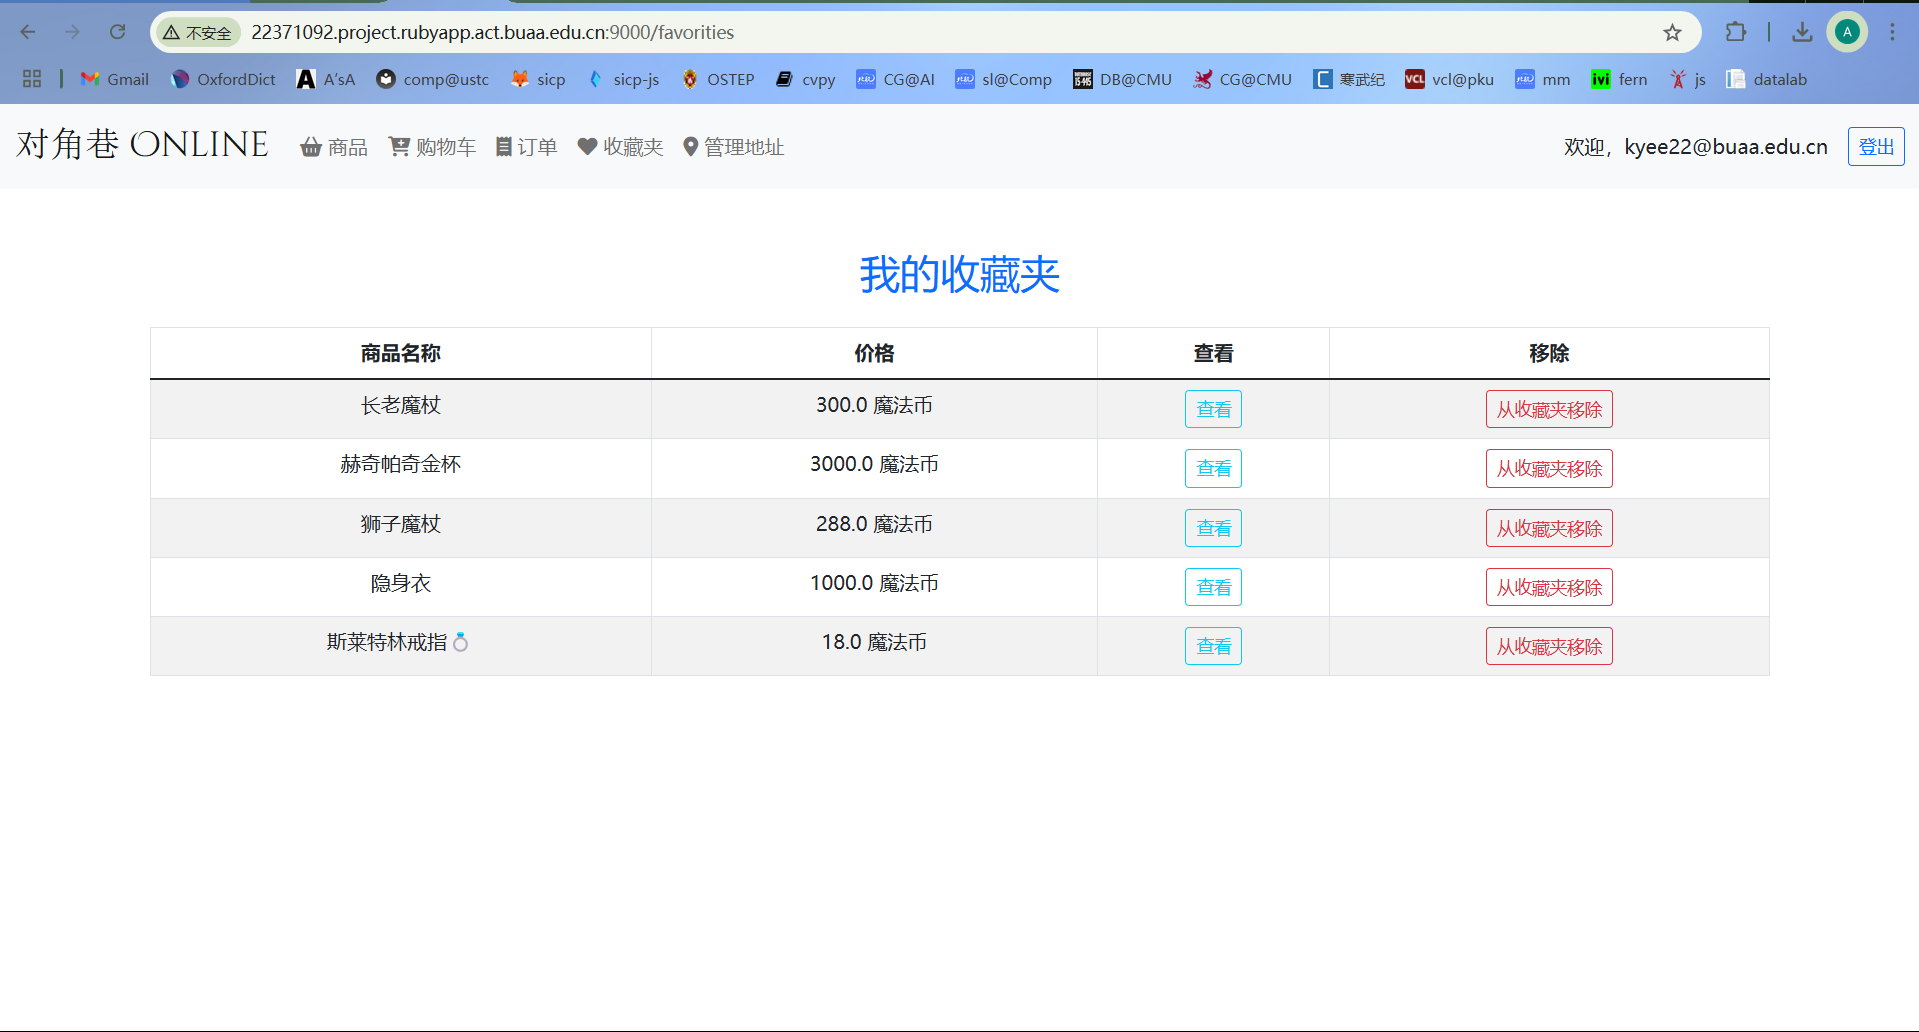 不安全 22371092.project.rubyapp.act.buaa.edu.cn:9000/favorities A
Gmail OxfordDict A'sA comp@ustc sicp sicp-js OSTEP cvpy CG@AI sl@Comp DB@CMU CG@CMU 寒武纪 VCL vcl@pku mm ivi fern js datalab
对角巷 ONLINE 商品 购物车 订单 收藏夹 管理地址 欢迎，kyee22@buaa.edu.cn 登出
我的收藏夹
商品名称 价格 查看 移除
长老魔杖 300.0 魔法币 查看 从收藏夹移除
赫奇帕奇金杯 3000.0 魔法币 查看 从收藏夹移除
狮子魔杖 288.0 魔法币 查看 从收藏夹移除
隐身衣 1000.0 魔法币 查看 从收藏夹移除
斯莱特林戒指💍 18.0 魔法币 查看 从收藏夹移除